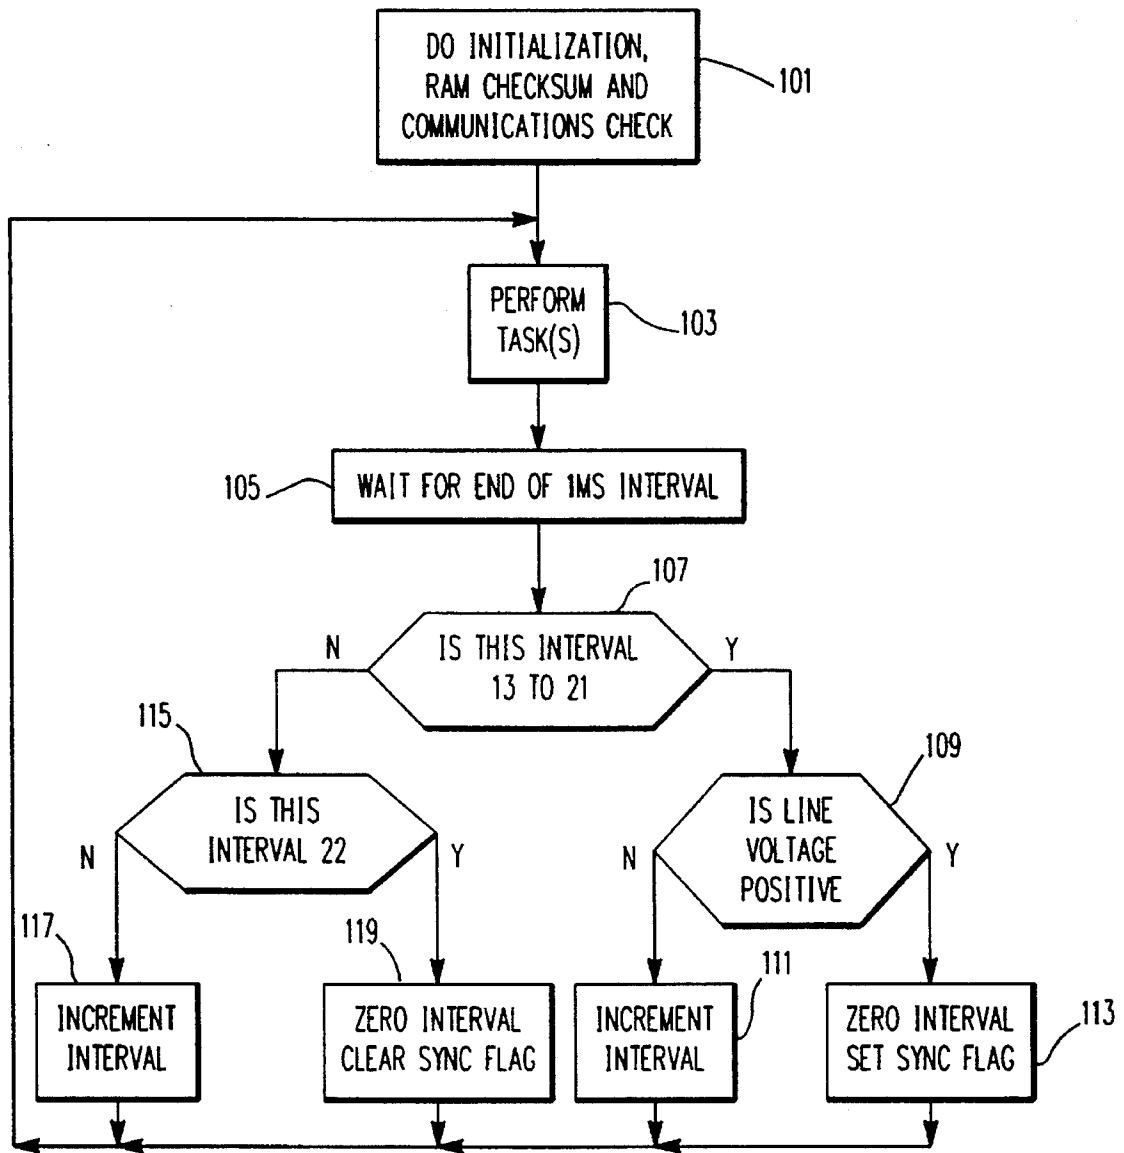 DO INITIALIZATION,
RAM CHECKSUM AND
COMMUNICATIONS CHECK
101
PERFORM
TASK(S)
103
105
WAIT FOR END OF 1MS INTERVAL
107
N
IS THIS INTERVAL
13 TO 21
Y
115
IS THIS
INTERVAL 22
N
Y
109
IS LINE
VOLTAGE
POSITIVE
N
Y
117
INCREMENT
INTERVAL
119
ZERO INTERVAL
CLEAR SYNC FLAG
111
INCREMENT
INTERVAL
ZERO INTERVAL
SET SYNC FLAG
113